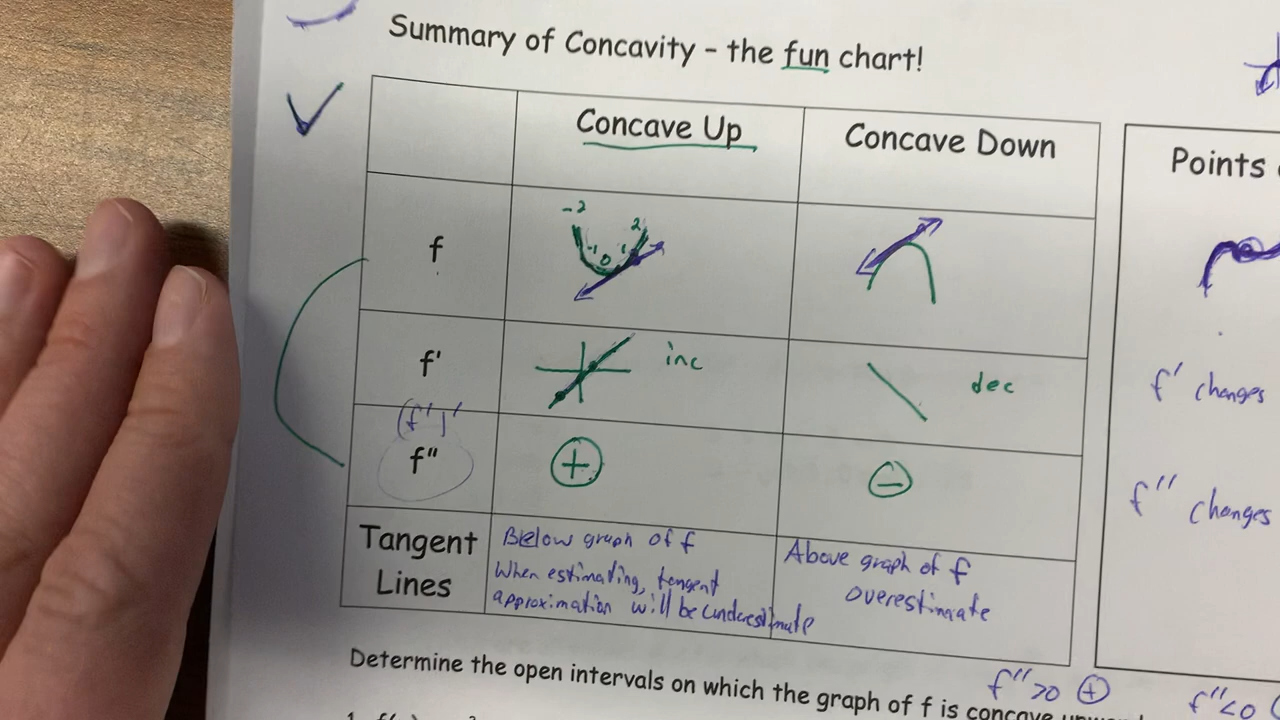 Summary of Concavity – the fun chart!
Concave Up
Concave Down
Points
f
-2
2
-1
0
1
f'
inc
dec
f' changes
(f')'
f"
+
−
f'' changes
Tangent Lines
Below graph of f
When estimating, tangent
approximation will be underestimate
Above graph of f
overestimate
Determine the open intervals on which the graph of f is concave
f''>0 +
f''<0